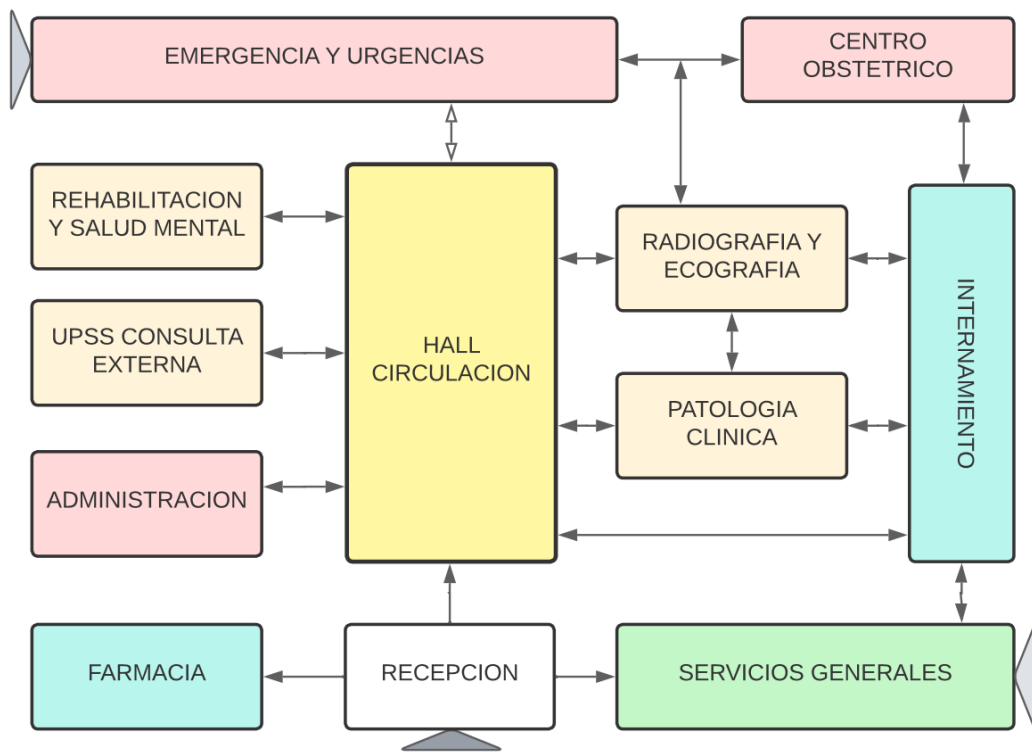 EMERGENCIA Y URGENCIAS
CENTRO
OBSTETRICO
REHABILITACION
Y SALUD MENTAL
RADIOGRAFIA Y
ECOGRAFIA
UPSS CONSULTA
EXTERNA
HALL
CIRCULACION
INTERNAMIENTO
PATOLOGIA
CLINICA
ADMINISTRACION
FARMACIA
RECEPCION
SERVICIOS GENERALES